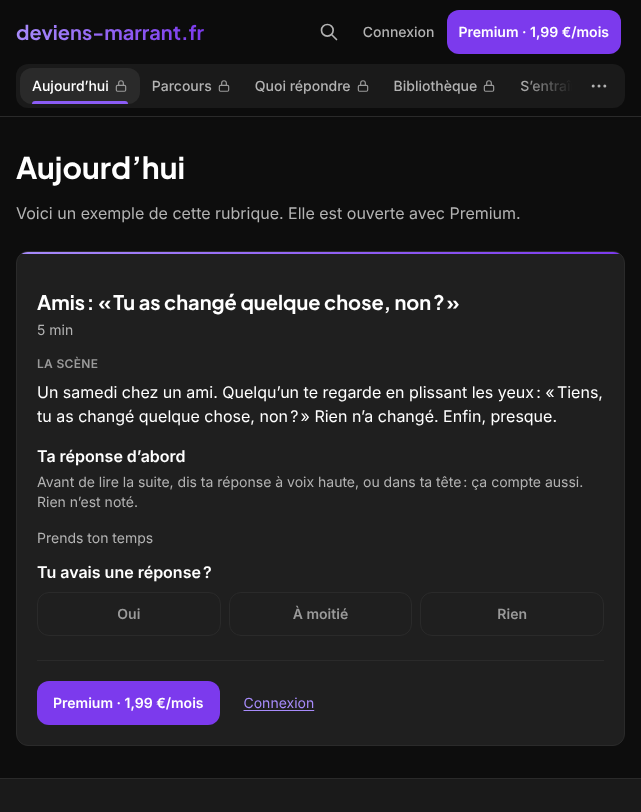 deviens-marrant.fr
Connexion
Premium · 1,99 €/mois
Aujourd’hui
Parcours
Quoi répondre
Bibliothèque
Aujourd’hui
Voici un exemple de cette rubrique. Elle est ouverte avec Premium.
Amis : « Tu as changé quelque chose, non ? »
5 min
LA SCÈNE
Un samedi chez un ami. Quelqu’un te regarde en plissant les yeux : « Tiens,
tu as changé quelque chose, non ? » Rien n’a changé. Enfin, presque.
Ta réponse d’abord
Avant de lire la suite, dis ta réponse à voix haute, ou dans ta tête : ça compte aussi.
Rien n’est noté.
Prends ton temps
Tu avais une réponse ?
Oui
À moitié
Rien
Premium · 1,99 €/mois
Connexion